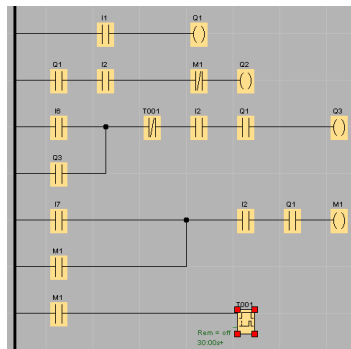 I1 Q1
Q1 I2 M1 Q2
I6 T001 I2 Q1 Q3
Q3
I7 I2 Q1 M1
M1
M1 T001
Rem = off
30:00s+